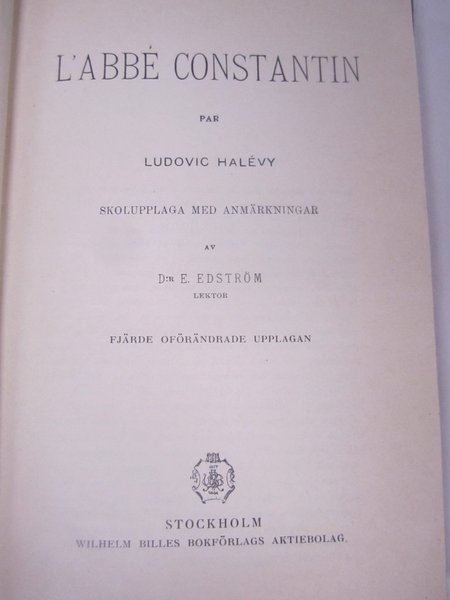 L'ABBÉ CONSTANTIN
PAR
LUDOVIC HALÉVY
SKOLUPPLAGA MED ANMÄRKNINGAR
AV
D:R E. EDSTRÖM
LEKTOR
FJÄRDE OFÖRÄNDRADE UPPLAGAN
STOCKHOLM
WILHELM BILLES BOKFÖRLAGS AKTIEBOLAG.